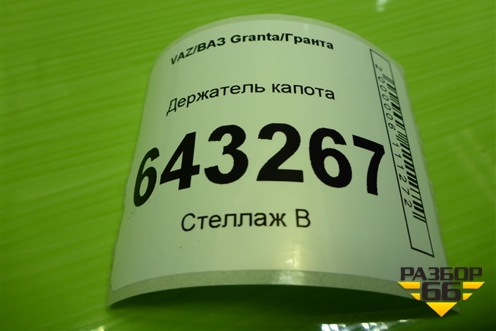 VAZ/ВАЗ Granta/Гранта
Держатель капота
643267
Стеллаж В
РАЗБОР
66